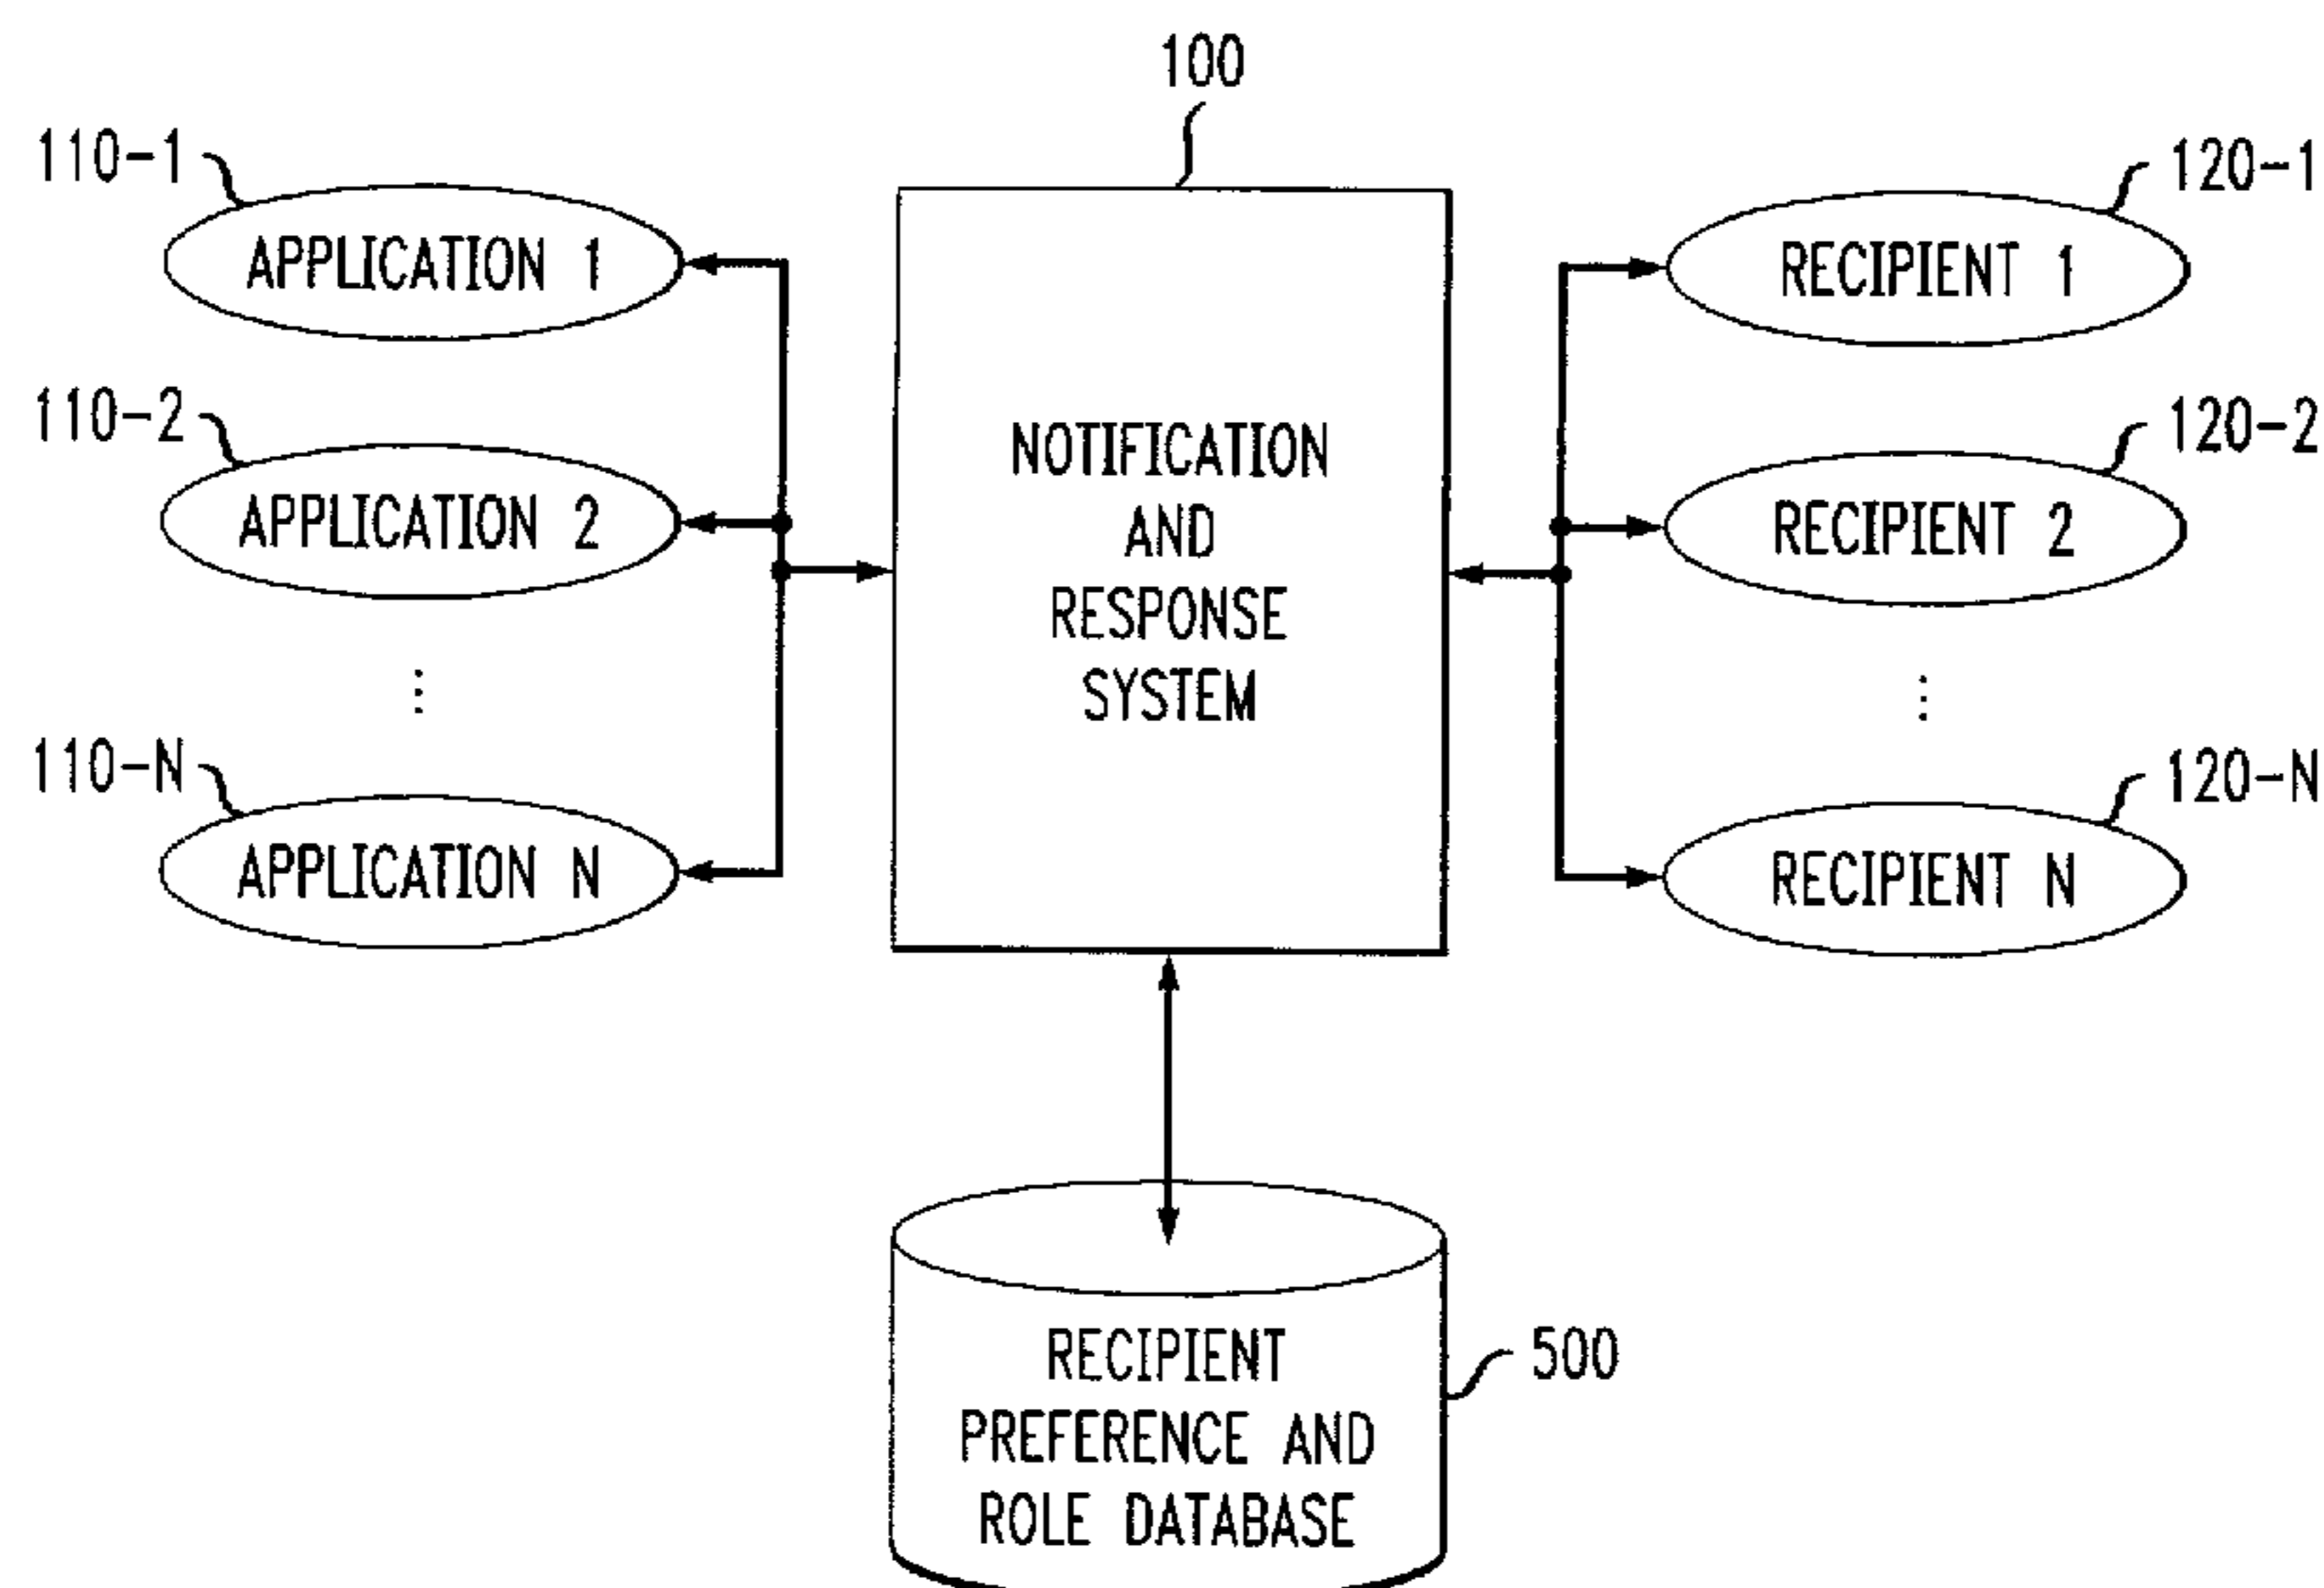 100
110-1
APPLICATION 1
120-1
RECIPIENT 1
110-2
APPLICATION 2
120-2
RECIPIENT 2
NOTIFICATION
AND
RESPONSE
SYSTEM
110-N
APPLICATION N
120-N
RECIPIENT N
RECIPIENT
PREFERENCE AND
ROLE DATABASE
500